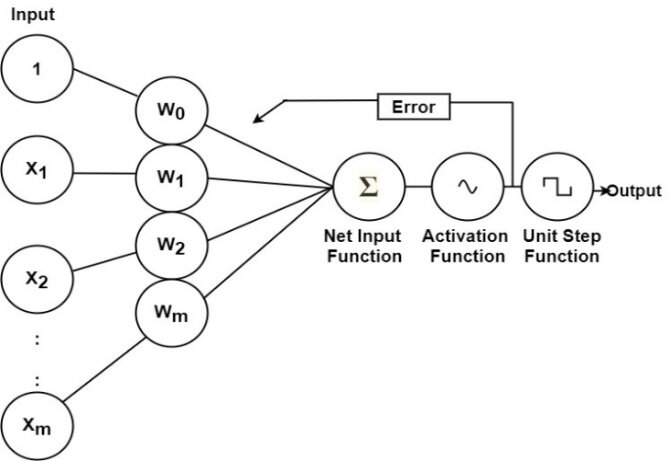 Input
1
W0
Error
X1
W1
Σ
Output
W2
Net Input
Function
Activation
Function
Unit Step
Function
X2
Wm
:
:
Xm